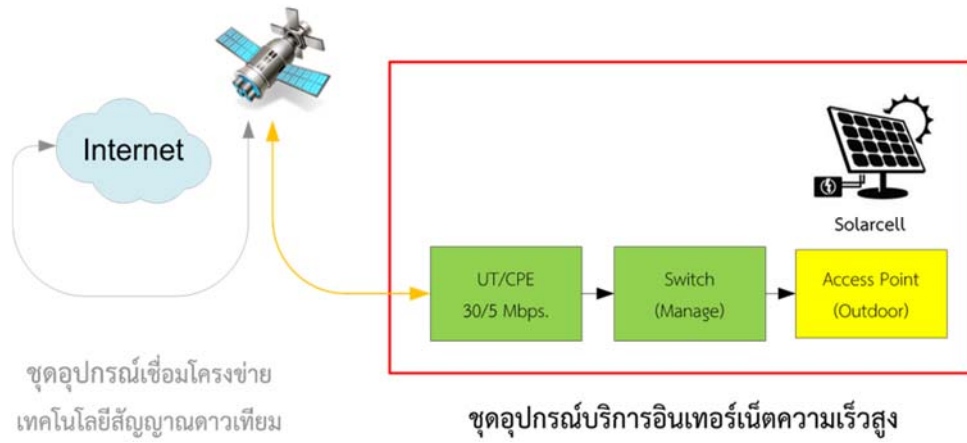 Internet
Solarcell
UT/CPE
30/5 Mbps.
Switch
(Manage)
Access Point
(Outdoor)
ชุดอุปกรณ์เชื่อมโครงข่าย
เทคโนโลยีสัญญาณดาวเทียม
ชุดอุปกรณ์บริการอินเทอร์เน็ตความเร็วสูง